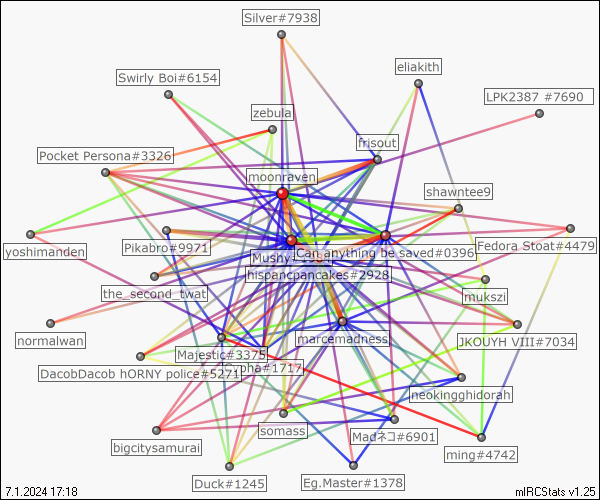 Silver#7938
eliakith
Swirly Boi#6154
LPK2387 #7690
zebula
frisout
Pocket Persona#3326
moonraven
shawntee9
yoshimanden
Pikabro#9971
Fedora Stoat#4479
Can anything be saved#0396
the_second_twat
hispancpancakes#2928
mukszi
normalwan
marcemadness
JKOUYH VIII#7034
Majestic#3375
DacobDacob hORNY police#5271
#1717
neokingghidorah
somass
bigcitysamurai
Madネコ#6901
ming#4742
Duck#1245
Eg.Master#1378
7.1.2024 17:18
mIRCStats v1.25